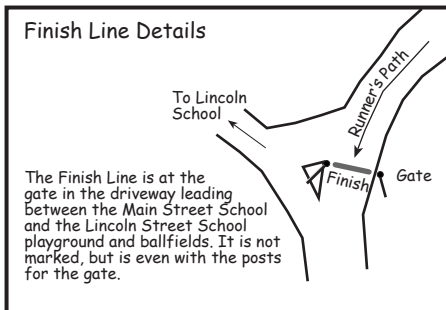 Finish Line Details
Runner's Path
To Lincoln
School
Finish
Gate
The Finish Line is at the
gate in the driveway leading
between the Main Street School
and the Lincoln Street School
playground and ballfields. It is not
marked, but is even with the posts
for the gate.